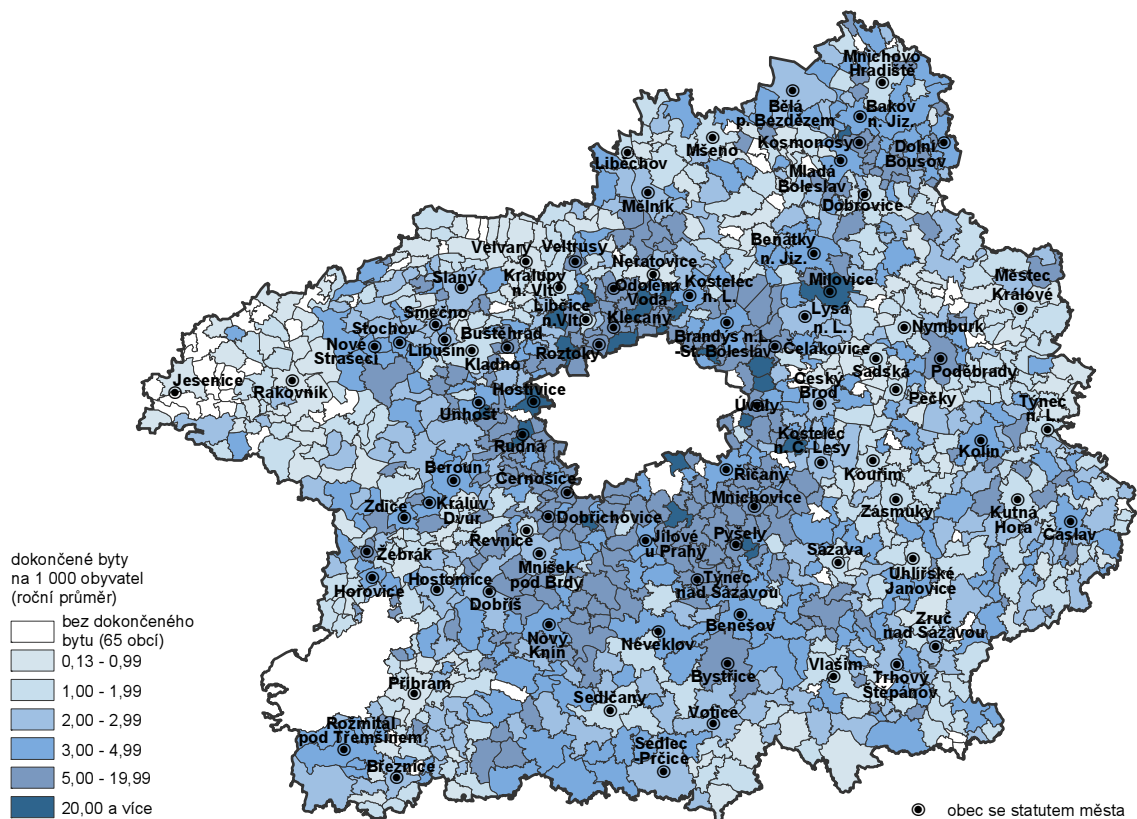 Mnichovo
Hradiště
Bělá
p. Bezdězem
Bakov
n. Jiz.
Kosmonosy
Dolní
Bousov
Mšeno
Liběchov
Mladá
Boleslav
Dobrovice
Mělník
Benátky
n. Jiz.
Velvary
Veltrusy
Neratovice
Slaný
Kralupy
n. Vlt.
Odolena
Voda
Kostelec
n. L.
Milovice
Městec
Králové
Libčice
n.Vlt.
Lysá
n. L.
Smečno
Stochov
Buštěhrad
Klecany
Nymburk
Nové
Strašecí
Libušín
Brandýs n.L.
-St. Boleslav
Čelákovice
Kladno
Roztoky
Sadská
Poděbrady
Jesenice
Rakovník
Hostivice
Český
Brod
Pečky
Týnec
n. L.
Unhošť
Úvaly
Rudná
Kostelec
n. Č. Lesy
Kolín
Beroun
Černošice
Říčany
Kouřim
Mnichovice
Zdice
Králův
Dvůr
Dobřichovice
Zásmuky
Kutná
Hora
Čáslav
Řevnice
Jílové
u Prahy
Pyšely
Žebrák
Sázava
Hořovice
Hostomice
Mníšek
pod Brdy
Týnec
nad Sázavou
Uhlířské
Janovice
Dobříš
Benešov
Zruč
nad Sázavou
Nový
Knín
Neveklov
Bystřice
Vlašim
Trhový
Štěpánov
Příbram
Sedlčany
Votice
Rožmitál
pod Třemšínem
Sedlec
-Prčice
Březnice
dokončené byty
na 1 000 obyvatel
(roční průměr)
bez dokončeného
bytu (65 obcí)
0,13 - 0,99
1,00 - 1,99
2,00 - 2,99
3,00 - 4,99
5,00 - 19,99
20,00 a více
obec se statutem města